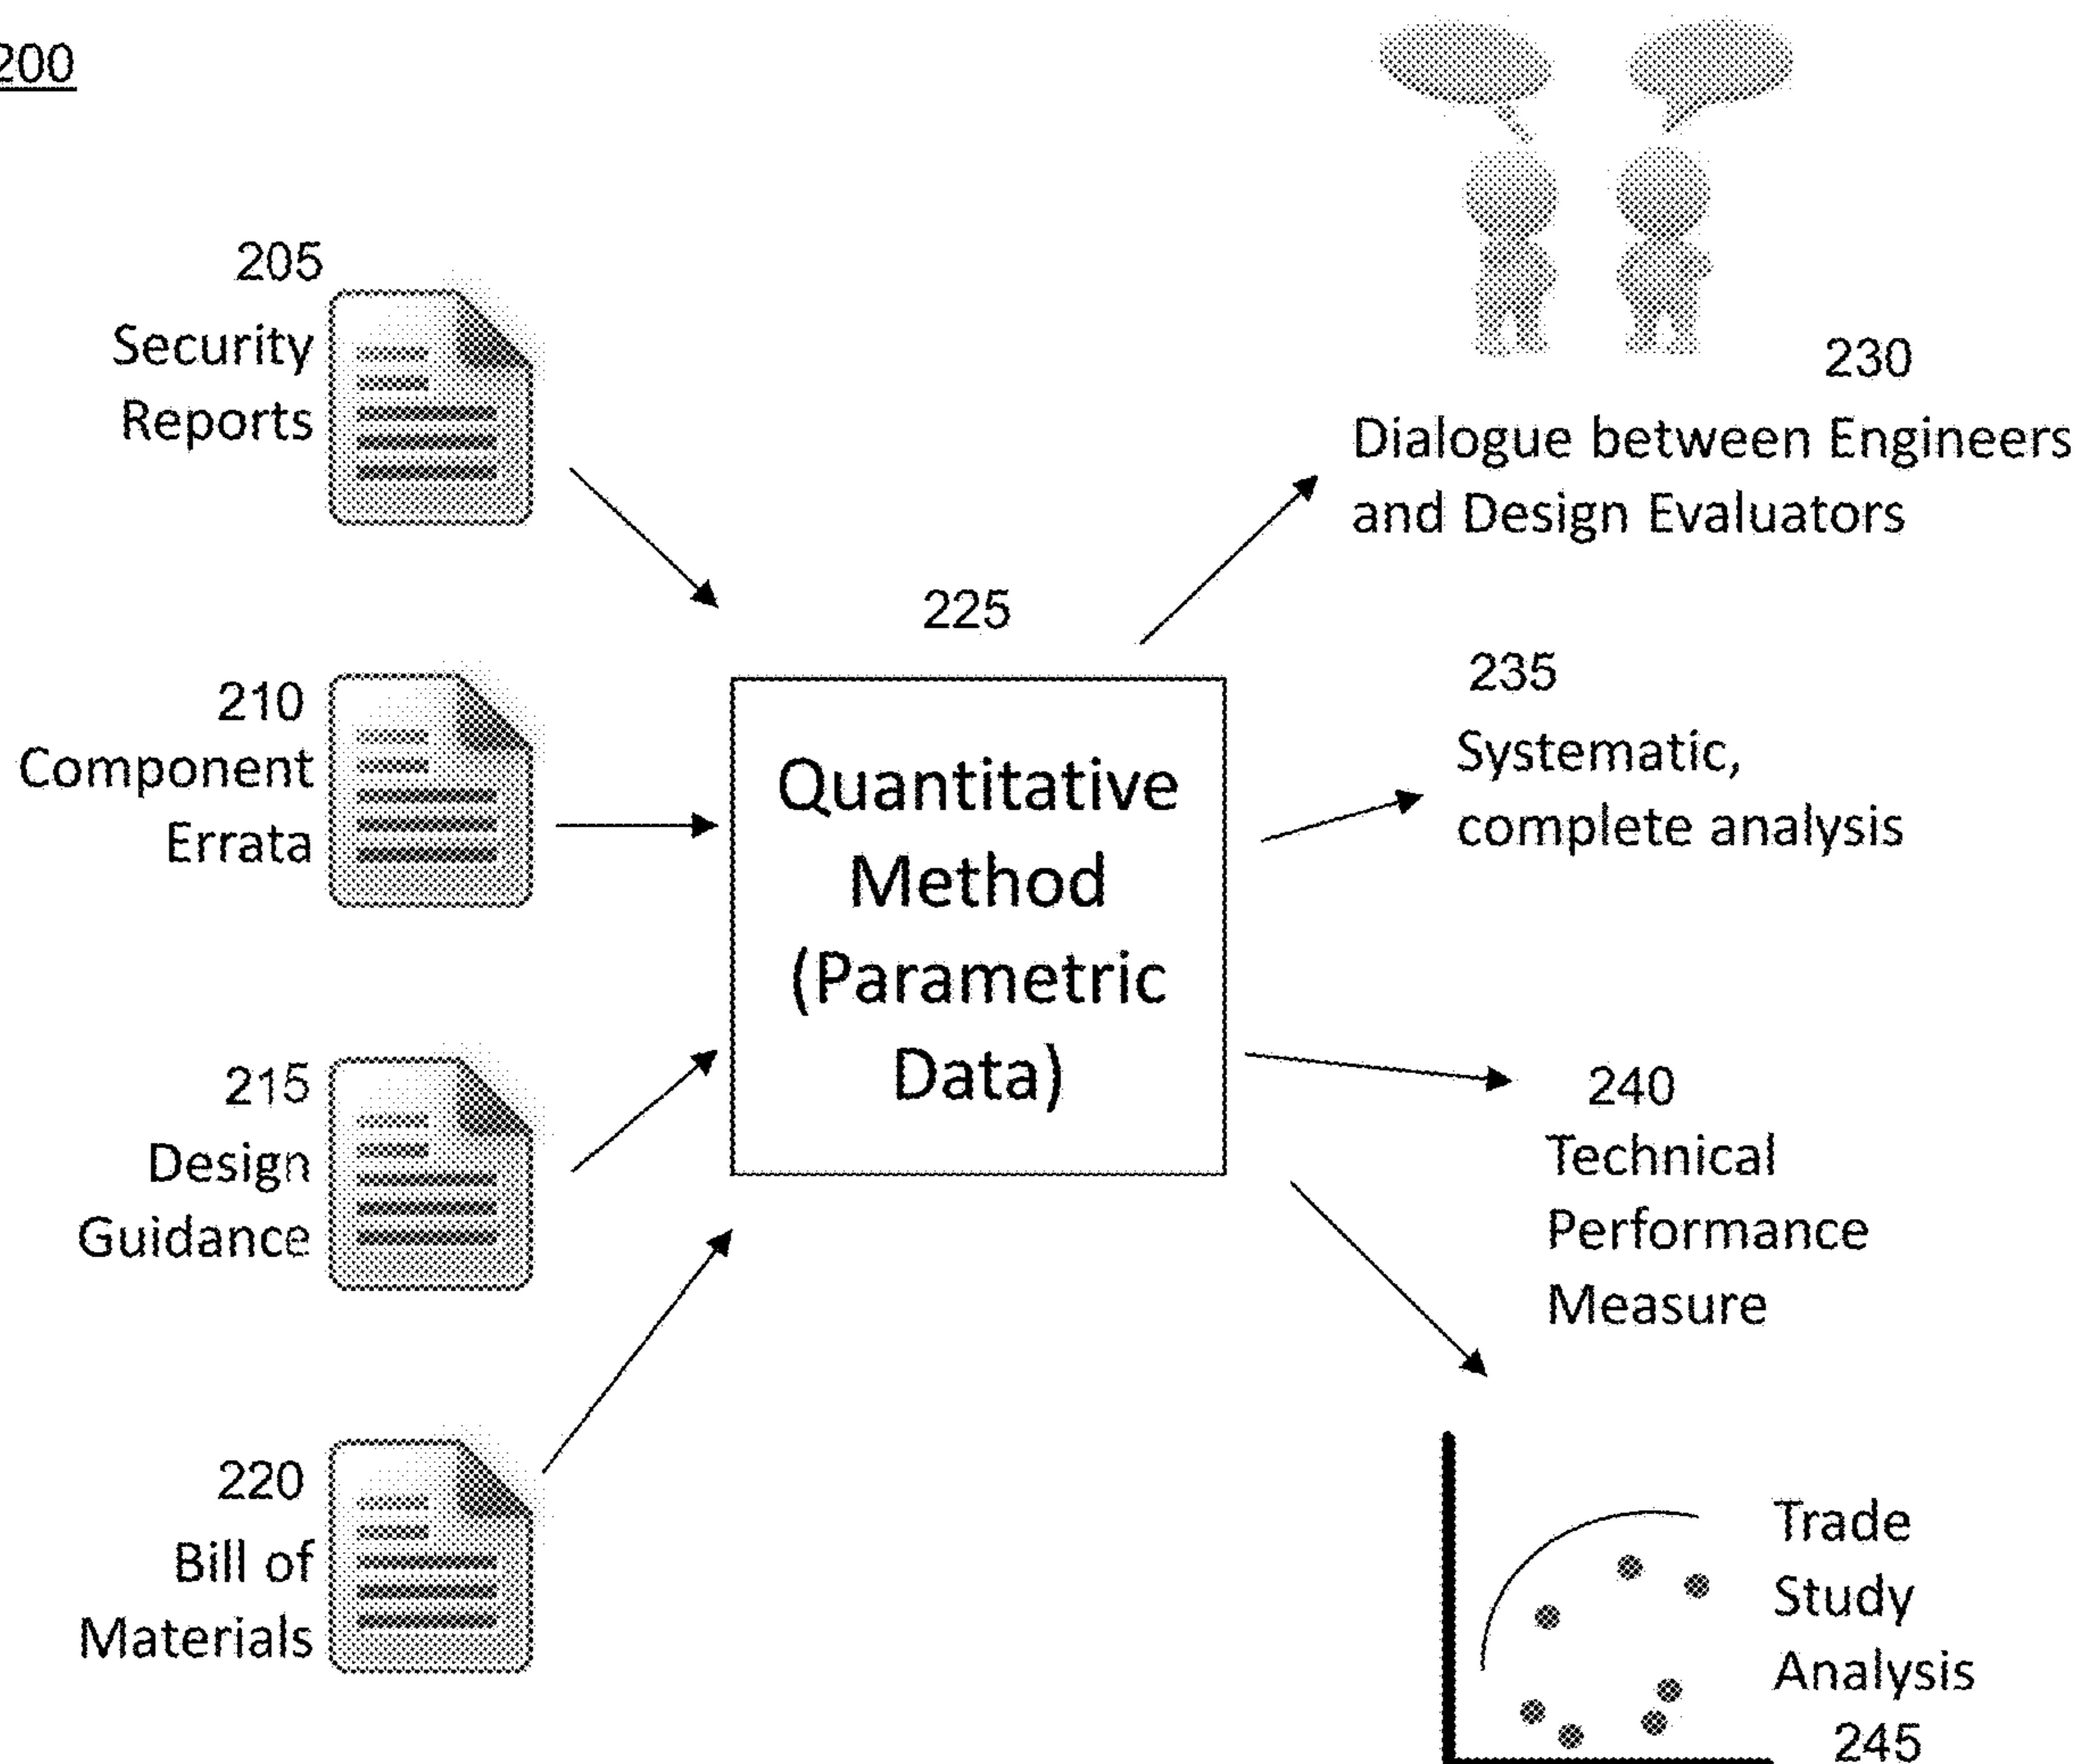 200
205
Security
Reports
210
Component
Errata
215
Design
Guidance
220
Bill of
Materials
225
Quantitative
Method
(Parametric
Data)
230
Dialogue between Engineers
and Design Evaluators
235
Systematic,
complete analysis
240
Technical
Performance
Measure
Trade
Study
Analysis
245